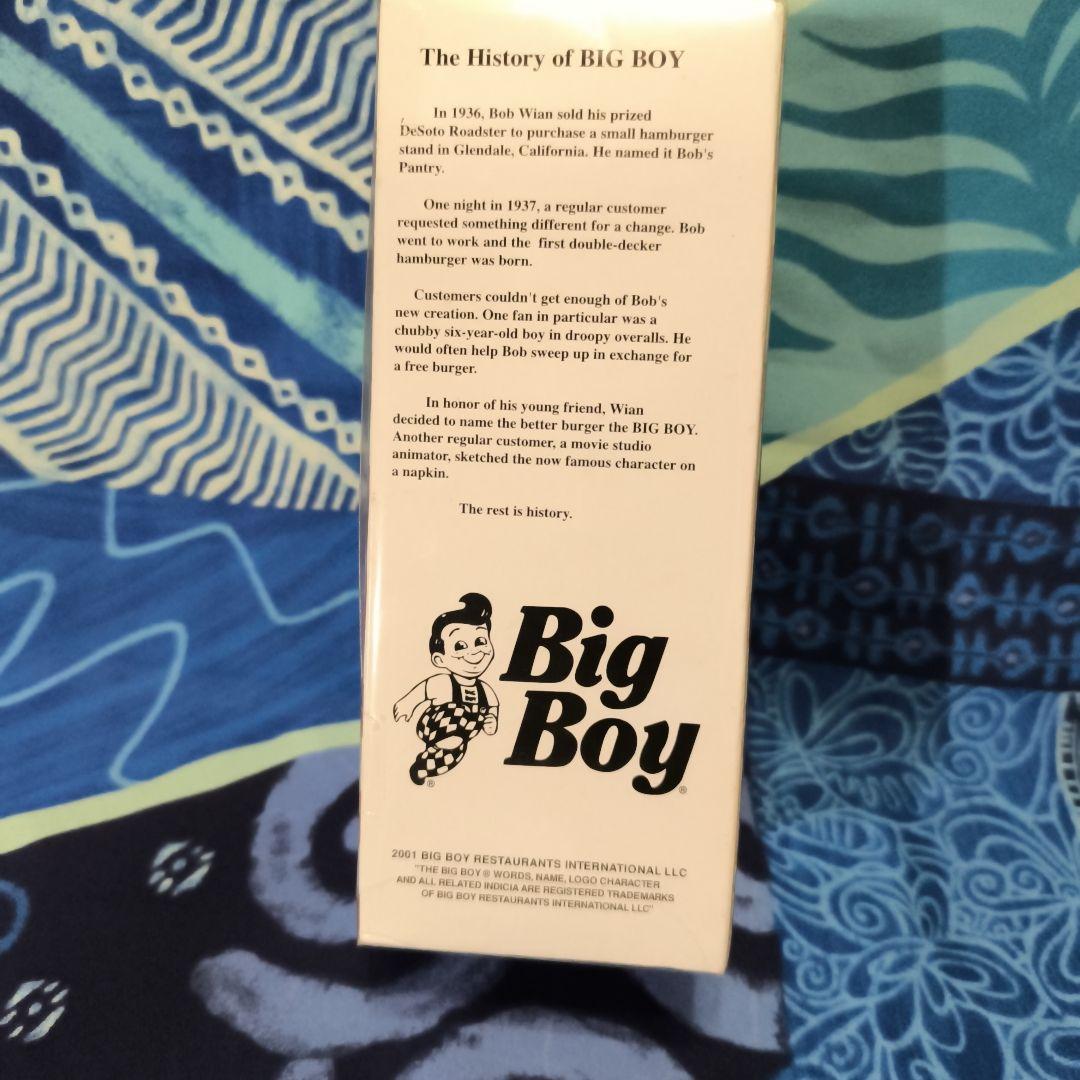 The History of BIG BOY
In 1936, Bob Wian sold his prized
DeSoto Roadster to purchase a small hamburger
stand in Glendale, California. He named it Bob's
Pantry.
One night in 1937, a regular customer
requested something different for a change. Bob
went to work and the first double-decker
hamburger was born.
Customers couldn't get enough of Bob's
new creation. One fan in particular was a
chubby six-year-old boy in droopy overalls. He
would often help Bob sweep up in exchange for
a free burger.
In honor of his young friend, Wian
decided to name the better burger the BIG BOY.
Another regular customer, a movie studio
animator, sketched the now famous character on
a napkin.
The rest is history.
Big
Boy
®
®
2001 BIG BOY RESTAURANTS INTERNATIONAL LLC
"THE BIG BOY ® WORDS, NAME, LOGO CHARACTER
AND ALL RELATED INDICIA ARE REGISTERED TRADEMARKS
OF BIG BOY RESTAURANTS INTERNATIONAL LLC"